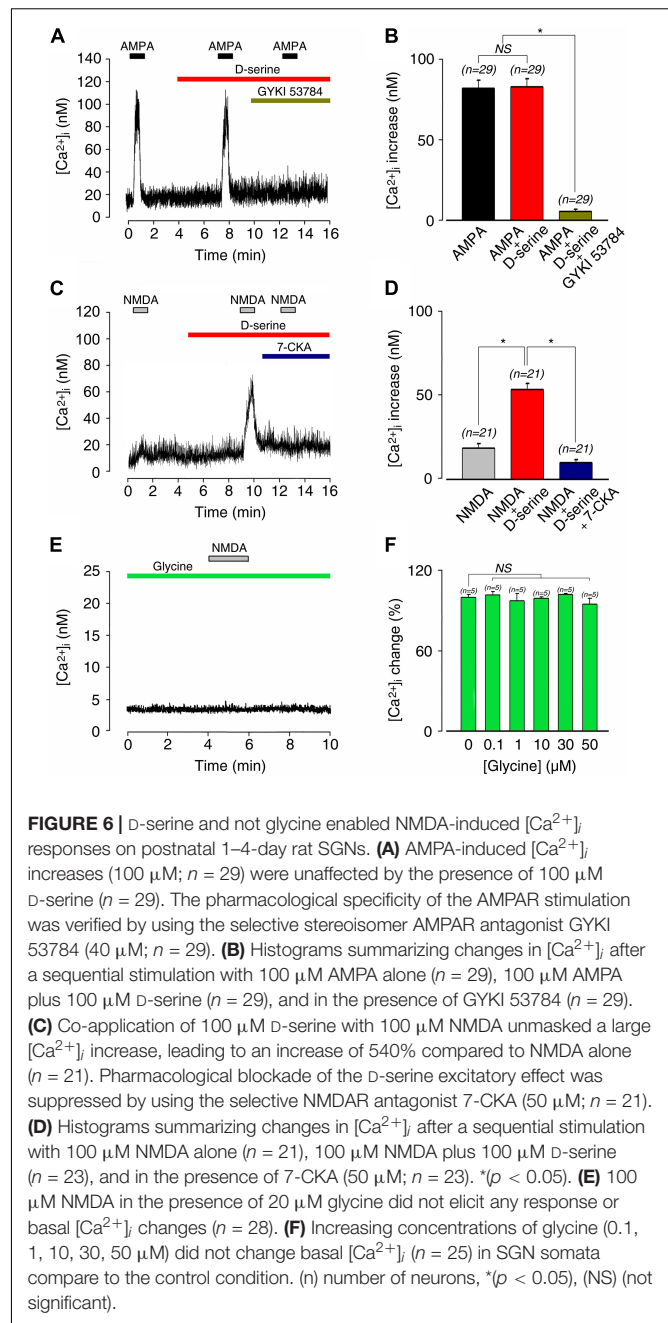 A
AMPA AMPA AMPA
D-serine
GYKI 53784
[Ca²⁺]ᵢ (nM)
140
120
100
80
60
40
20
0
0 2 4 6 8 10 12 14 16
Time (min)
B
NS *
(n=29) (n=29)
(n=29)
[Ca²⁺]ᵢ increase (nM)
100
50
0
AMPA
AMPA + D-serine
AMPA + D-serine + GYKI 53784
C
NMDA NMDA NMDA
D-serine
7-CKA
[Ca²⁺]ᵢ (nM)
120
100
80
60
40
20
0
0 2 4 6 8 10 12 14 16
Time (min)
D
* *
(n=21)
(n=21) (n=21)
[Ca²⁺]ᵢ increase (nM)
100
50
0
NMDA
NMDA + D-serine
NMDA + D-serine + 7-CKA
E
NMDA
Glycine
[Ca²⁺]ᵢ (nM)
25
20
15
10
5
0
0 2 4 6 8 10
Time (min)
F
NS
(n=5) (n=5) (n=5) (n=5) (n=5) (n=5)
[Ca²⁺]ᵢ change (%)
120
60
0
0 0.1 1 10 30 50
[Glycine] (μM)
FIGURE 6 | D-serine and not glycine enabled NMDA-induced [Ca²⁺]ᵢ
responses on postnatal 1–4-day rat SGNs. (A) AMPA-induced [Ca²⁺]ᵢ
increases (100 μM; n = 29) were unaffected by the presence of 100 μM
D-serine (n = 29). The pharmacological specificity of the AMPAR stimulation
was verified by using the selective stereoisomer AMPAR antagonist GYKI
53784 (40 μM; n = 29). (B) Histograms summarizing changes in [Ca²⁺]ᵢ after
a sequential stimulation with 100 μM AMPA alone (n = 29), 100 μM AMPA
plus 100 μM D-serine (n = 29), and in the presence of GYKI 53784 (n = 29).
(C) Co-application of 100 μM D-serine with 100 μM NMDA unmasked a large
[Ca²⁺]ᵢ increase, leading to an increase of 540% compared to NMDA alone
(n = 21). Pharmacological blockade of the D-serine excitatory effect was
suppressed by using the selective NMDAR antagonist 7-CKA (50 μM; n = 21).
(D) Histograms summarizing changes in [Ca²⁺]ᵢ after a sequential stimulation
with 100 μM NMDA alone (n = 21), 100 μM NMDA plus 100 μM D-serine
(n = 23), and in the presence of 7-CKA (50 μM; n = 23). *(p < 0.05). (E) 100
μM NMDA in the presence of 20 μM glycine did not elicit any response or
basal [Ca²⁺]ᵢ changes (n = 28). (F) Increasing concentrations of glycine (0.1,
1, 10, 30, 50 μM) did not change basal [Ca²⁺]ᵢ (n = 25) in SGN somata
compare to the control condition. (n) number of neurons, *(p < 0.05), (NS) (not
significant).